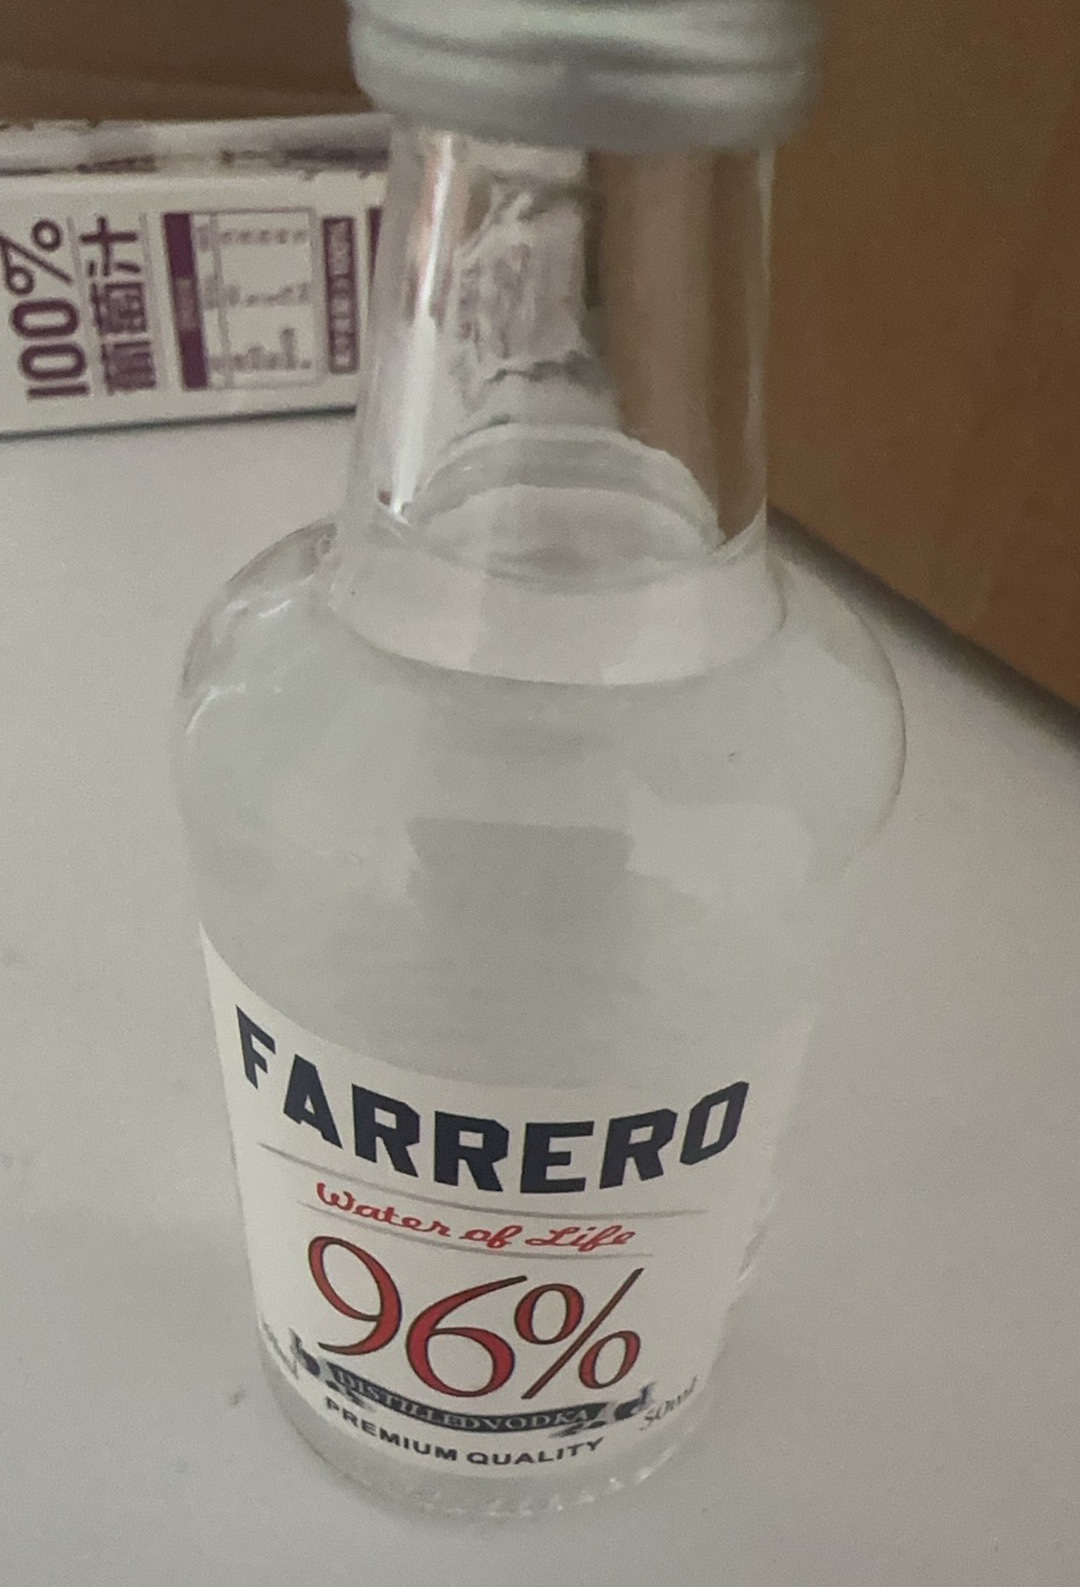 100%
葡萄汁
FARRERO
Water of Life
96%
DISTILLED VODKA
PREMIUM QUALITY
50ml